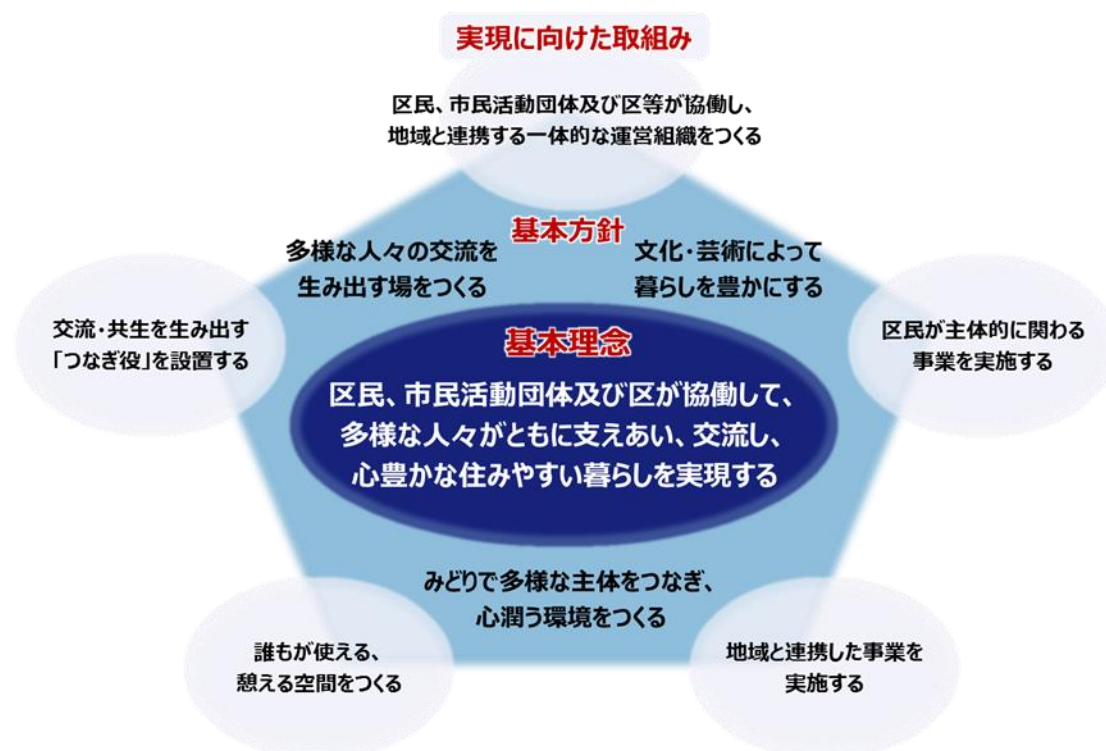 実現に向けた取組み
区民、市民活動団体及び区等が協働し、
地域と連携する一体的な運営組織をつくる
基本方針
多様な人々の交流を
生み出す場をつくる
文化・芸術によって
暮らしを豊かにする
交流・共生を生み出す
「つなぎ役」を設置する
区民が主体的に関わる
事業を実施する
基本理念
区民、市民活動団体及び区が協働して、
多様な人々がともに支えあい、交流し、
心豊かな住みやすい暮らしを実現する
みどりで多様な主体をつなぎ、
心潤う環境をつくる
誰もが使える、
憩える空間をつくる
地域と連携した事業を
実施する